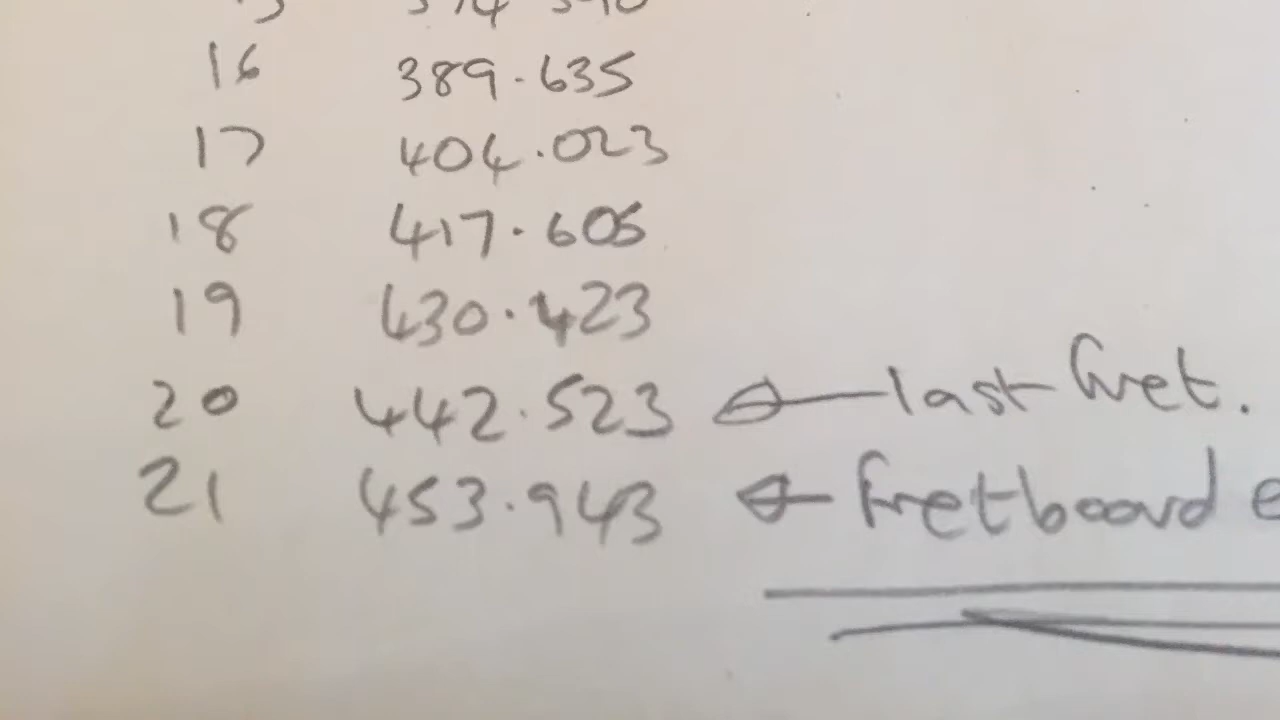 16 389.635
17 404.023
18 417.605
19 430.423
20 442.523 last fret.
21 453.943 fretboard